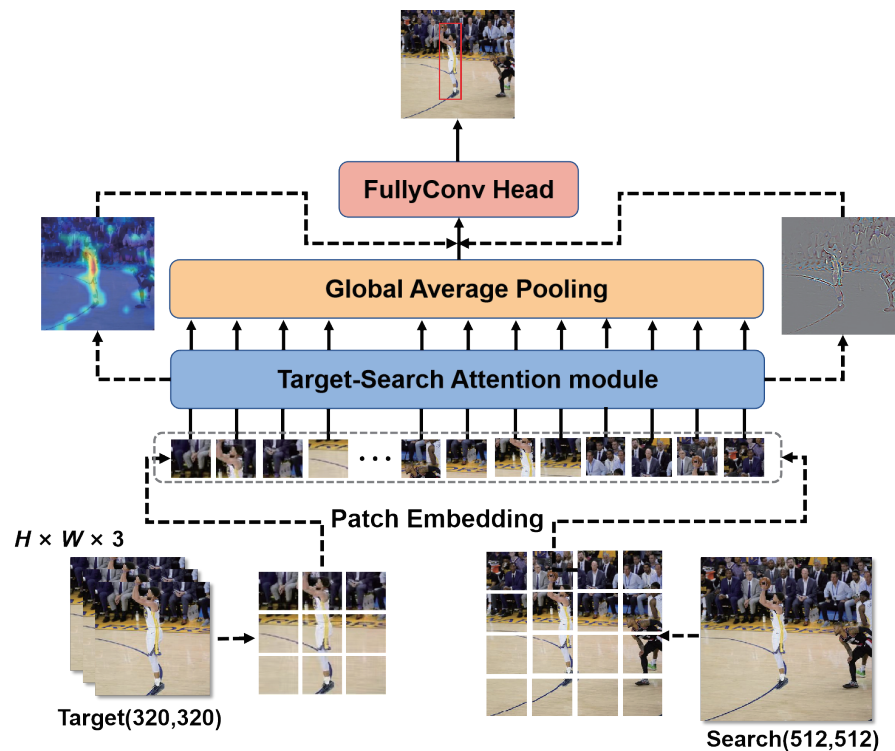 FullyConv Head
Global Average Pooling
Target-Search Attention module
...
Patch Embedding
H × W × 3
Target(320,320)
Search(512,512)